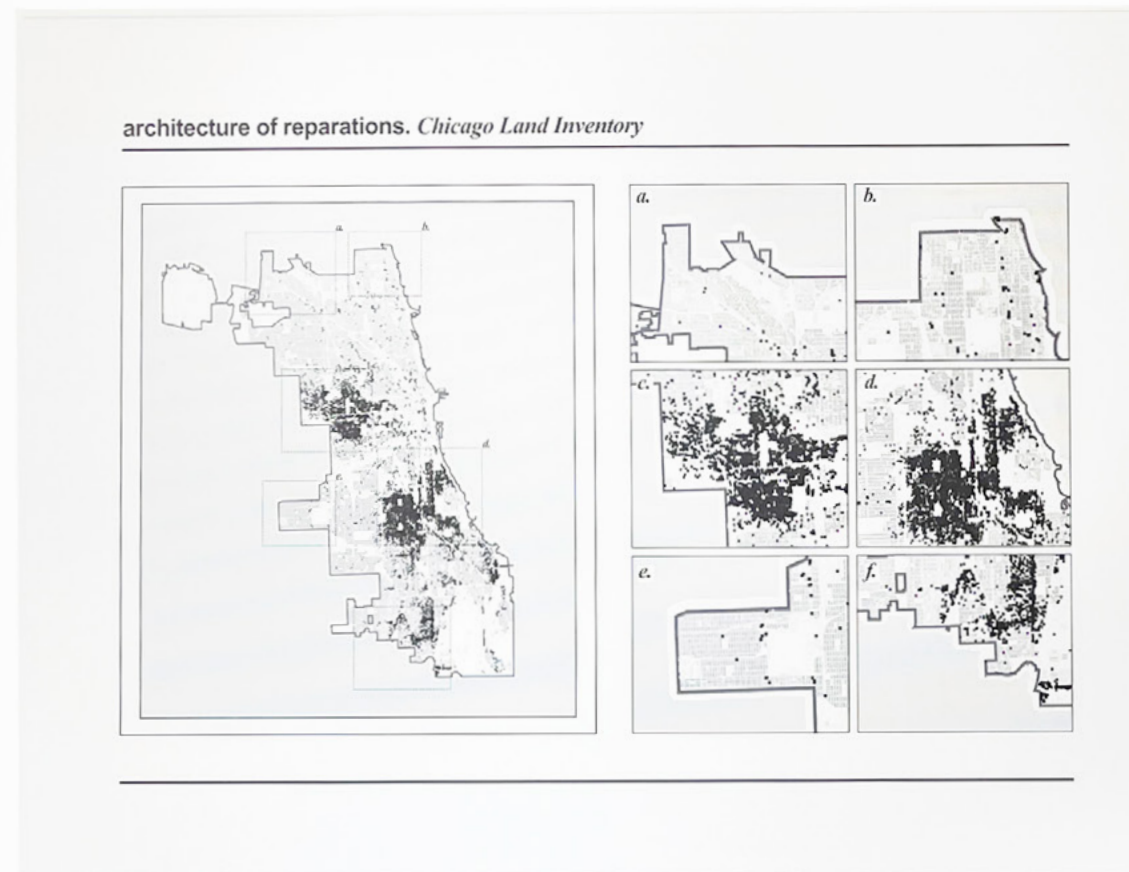 architecture of reparations. Chicago Land Inventory
a.
b.
d.
a.
b.
c.
d.
e.
f.